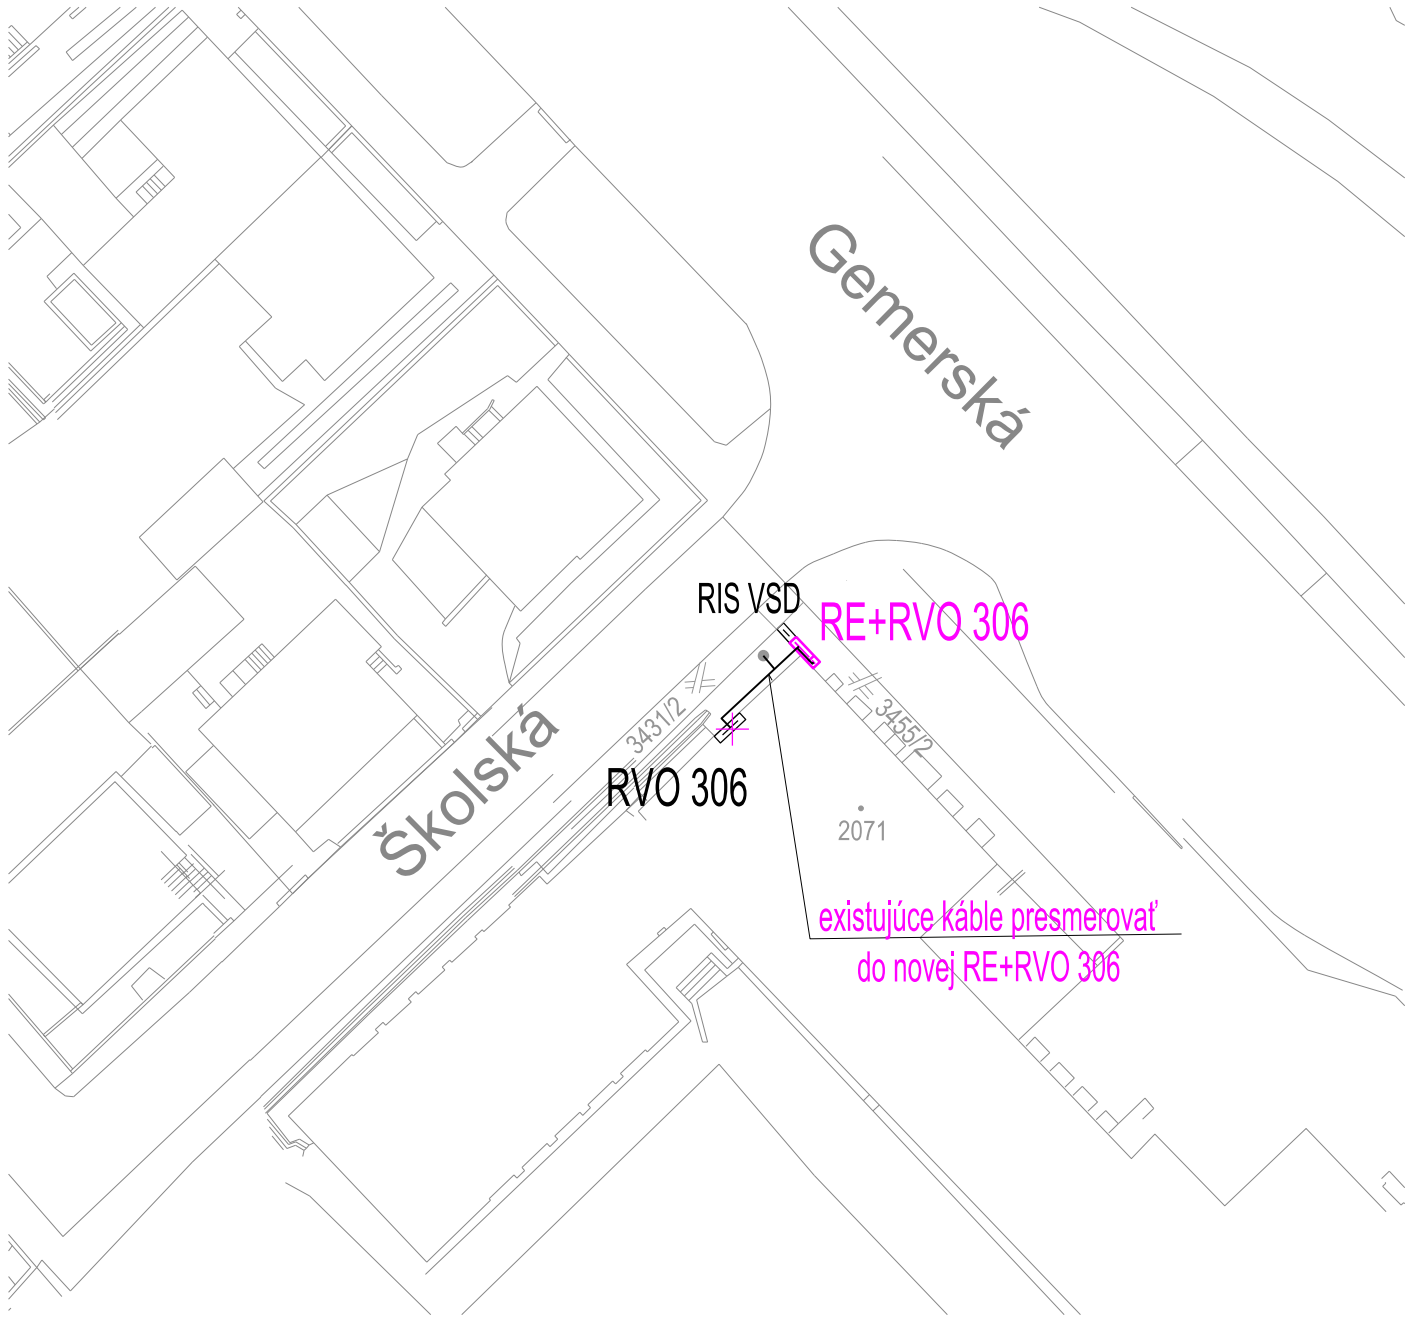 Gemerská
RIS VSD
RE+RVO 306
3431/2
3455/2
Školská
RVO 306
2071
existujúce káble presmerovať
do novej RE+RVO 306